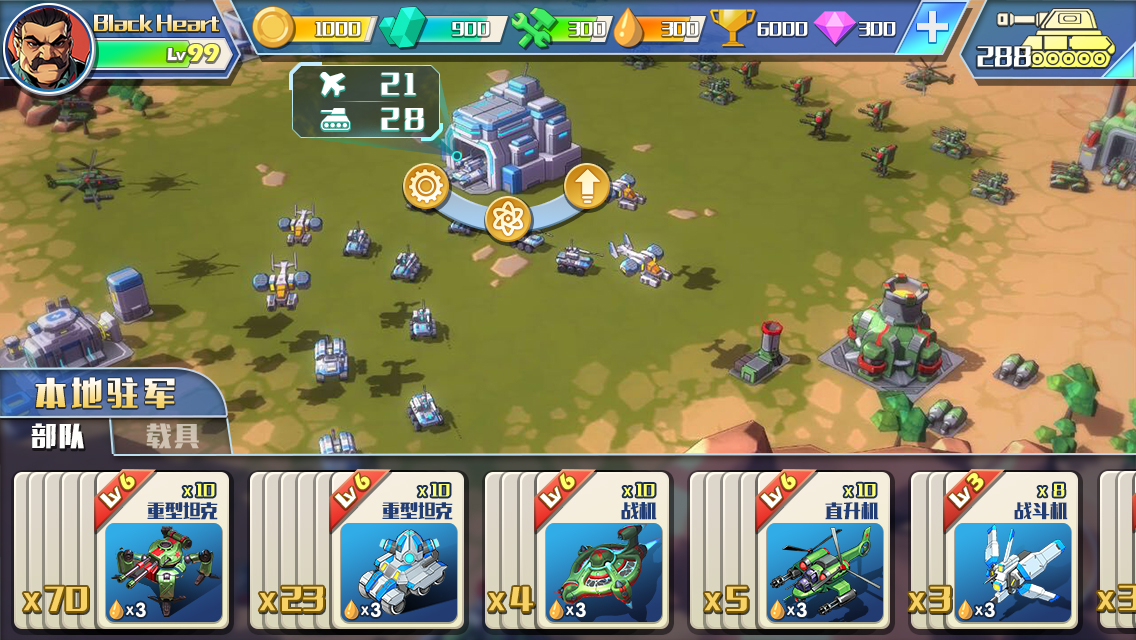 Black Heart
Lv99
1000
900
300
300
6000
300
288
21
28
本地驻军
部队
载具
Lv6
x10
重型坦克
x70
x3
Lv6
x10
重型坦克
x23
x3
Lv6
x10
战机
x4
x3
Lv6
x10
直升机
x5
x3
Lv3
x8
战斗机
x3
x3
x3